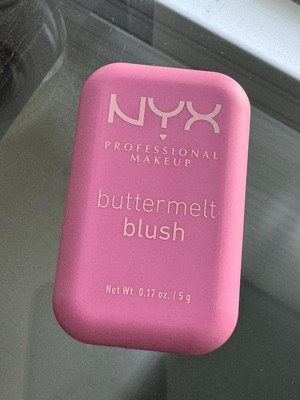 NYX
PROFESSIONAL
MAKEUP
buttermelt
blush
Net Wt. 0.17 oz. / 5 g